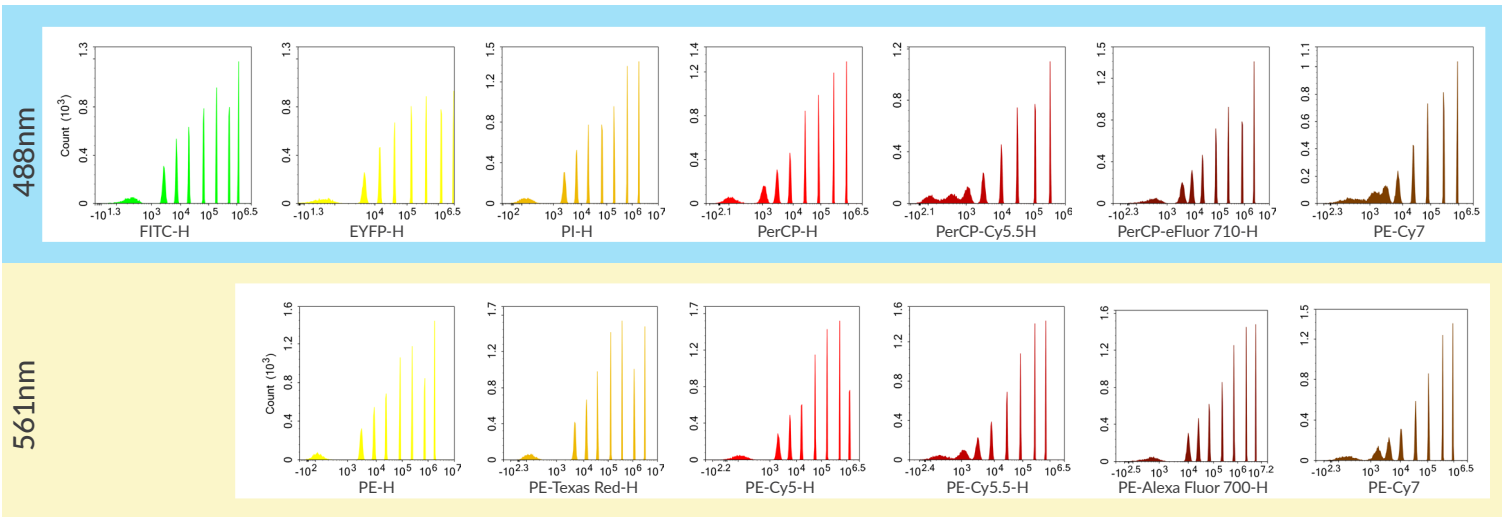 488nm
Count (10³)
1.3
0.8
0.4
0
-10^1.3 10³ 10⁴ 10⁵ 10^6.5
FITC-H
1.3
0.8
0.4
0
-10^1.3 10⁴ 10⁵ 10^6.5
EYFP-H
1.5
1.2
0.8
0.4
0
-10² 10³ 10⁴ 10⁵ 10⁶ 10⁷
PI-H
1.4
1.2
0.8
0.4
0
-10^2.1 10³ 10⁴ 10⁵ 10^6.5
PerCP-H
1.2
0.8
0.4
0
-10^2.1 10³ 10⁴ 10⁵ 10⁶
PerCP-Cy5.5H
1.5
1.2
0.8
0.4
0
-10^2.3 10³ 10⁴ 10⁵ 10⁶ 10⁷
PerCP-eFluor 710-H
1.1
1
0.8
0.6
0.4
0.2
0
-10^2.3 10³ 10⁴ 10⁵ 10^6.5
PE-Cy7
561nm
Count (10³)
1.6
1.2
0.8
0.4
0
-10² 10³ 10⁴ 10⁵ 10⁶ 10⁷
PE-H
1.7
1.2
0.8
0.4
0
-10^2.3 10³ 10⁴ 10⁵ 10⁶ 10⁷
PE-Texas Red-H
1.7
1.2
0.8
0.4
0
-10^2.2 10³ 10⁴ 10⁵ 10^6.5
PE-Cy5-H
1.6
1.2
0.8
0.4
0
-10^2.4 10³ 10⁴ 10⁵ 10^6.5
PE-Cy5.5-H
1.6
1.2
0.8
0.4
0
-10^2.5 10³ 10⁴ 10⁵ 10⁶ 10^7.2
PE-Alexa Fluor 700-H
1.5
1.2
0.8
0.4
0
-10^2.3 10³ 10⁴ 10⁵ 10^6.5
PE-Cy7